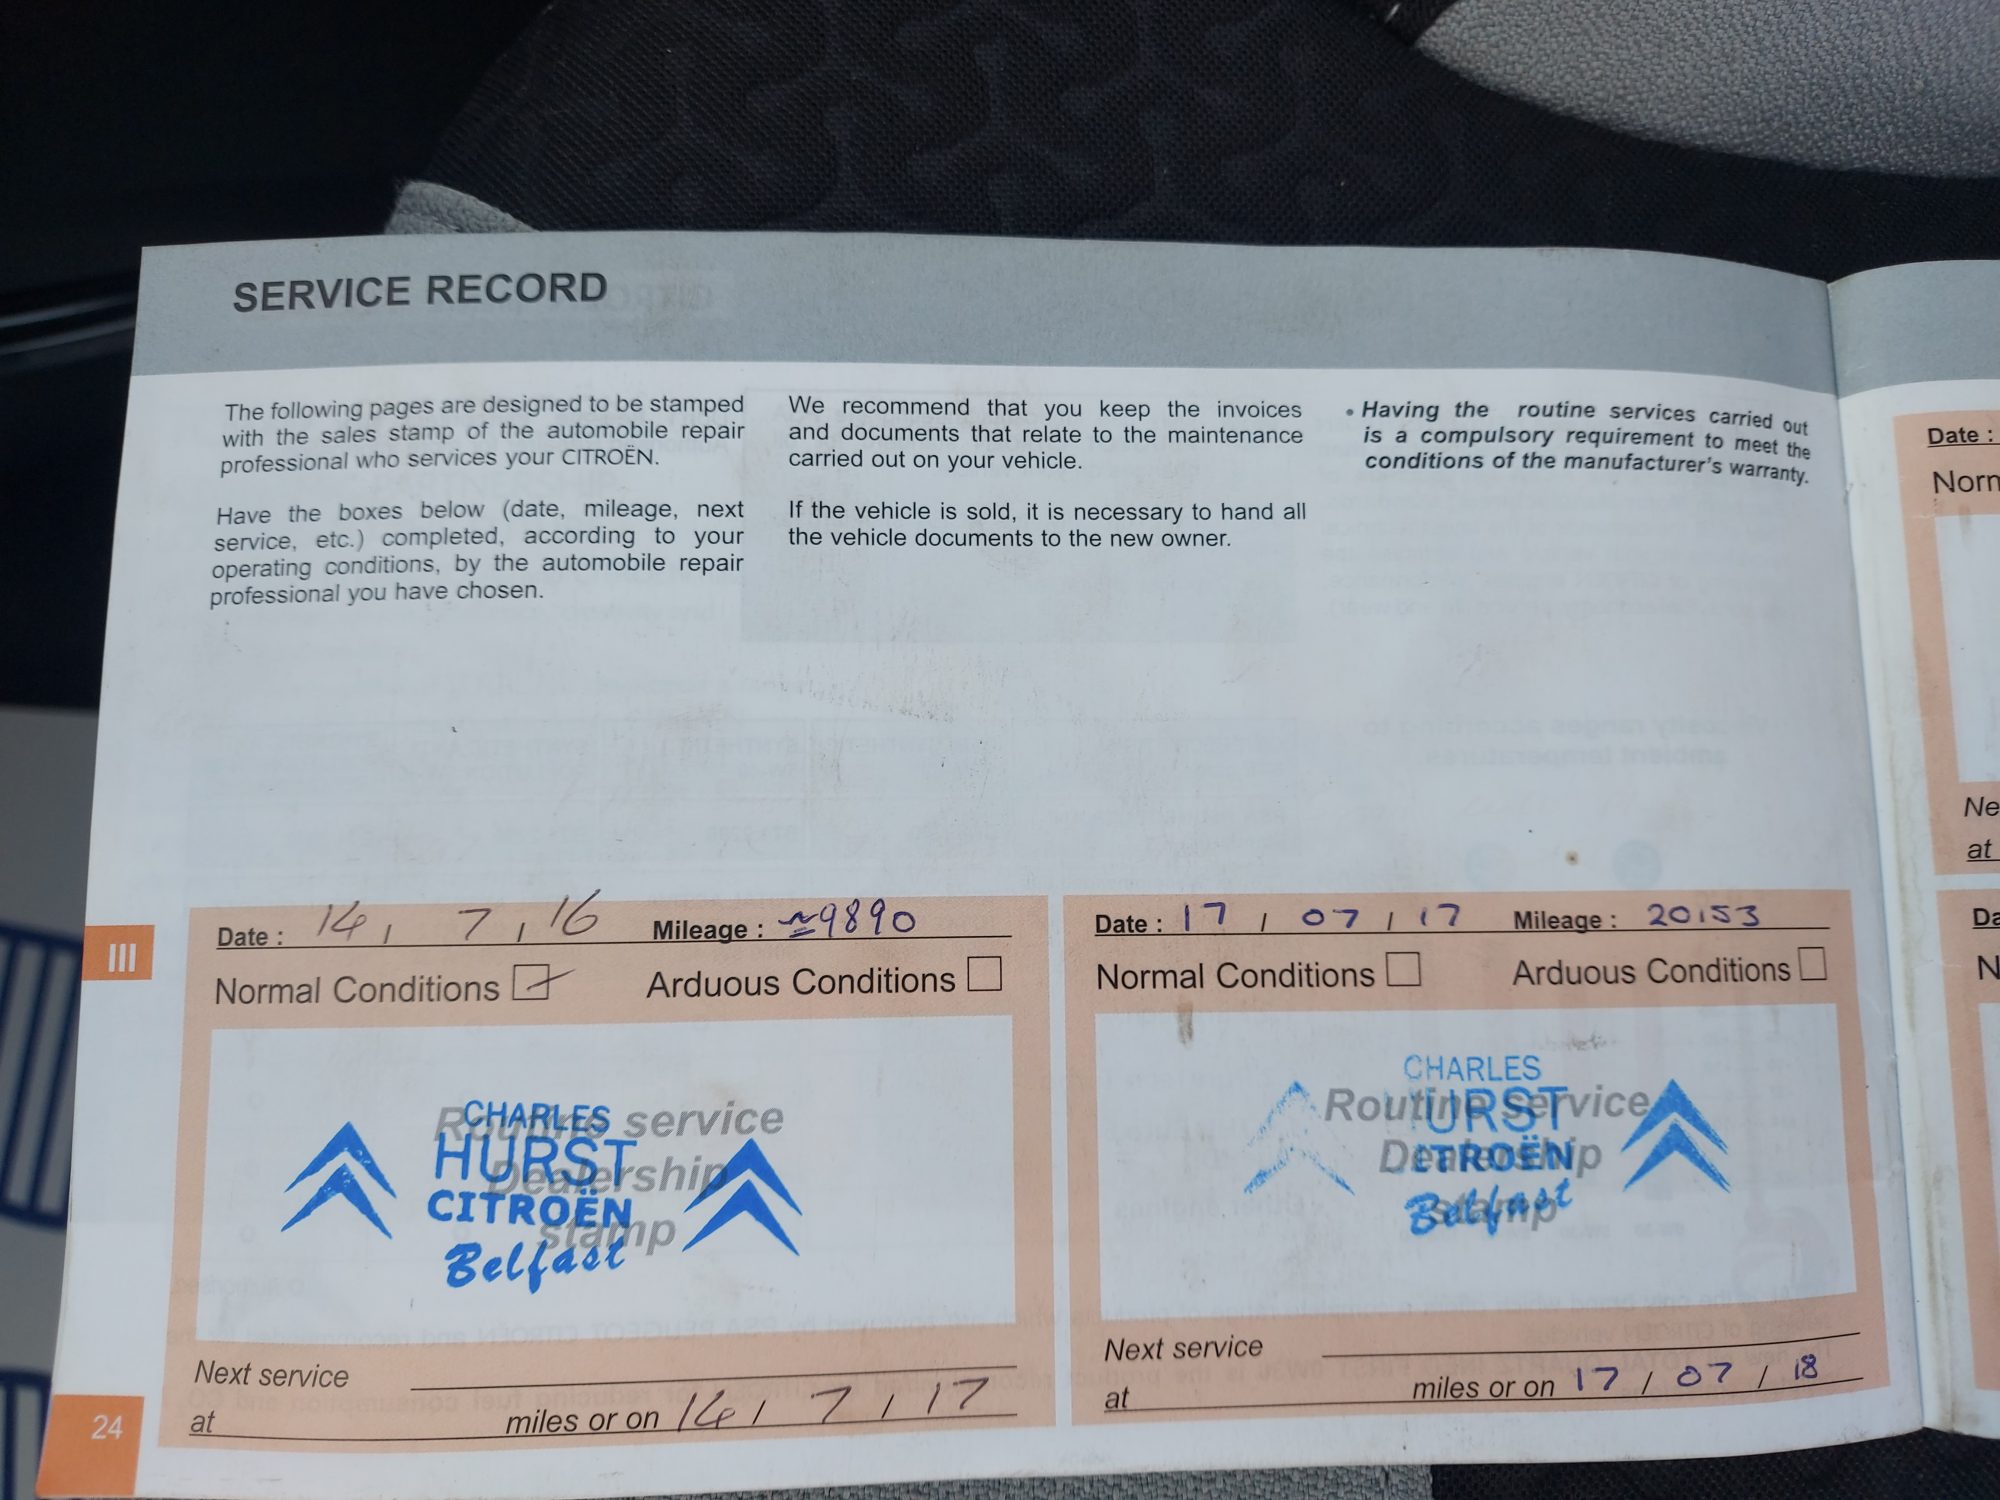 SERVICE RECORD
The following pages are designed to be stamped
with the sales stamp of the automobile repair
professional who services your CITROËN.
Have the boxes below (date, mileage, next
service, etc.) completed, according to your
operating conditions, by the automobile repair
professional you have chosen.
We recommend that you keep the invoices
and documents that relate to the maintenance
carried out on your vehicle.
If the vehicle is sold, it is necessary to hand all
the vehicle documents to the new owner.
• Having the routine services carried out
is a compulsory requirement to meet the
conditions of the manufacturer's warranty.
III
Date : 14 / 7 / 16 Mileage : ≈9890
Normal Conditions Arduous Conditions
Routine service
Dealership
stamp
CHARLES
HURST
CITROËN
Belfast
Next service
at miles or on 14 / 7 / 17
Date : 17 / 07 / 17 Mileage : 20153
Normal Conditions Arduous Conditions
Routine service
Dealership
stamp
CHARLES
HURST
CITROËN
Belfast
Next service
at miles or on 17 / 07 / 18
24
Date :
at